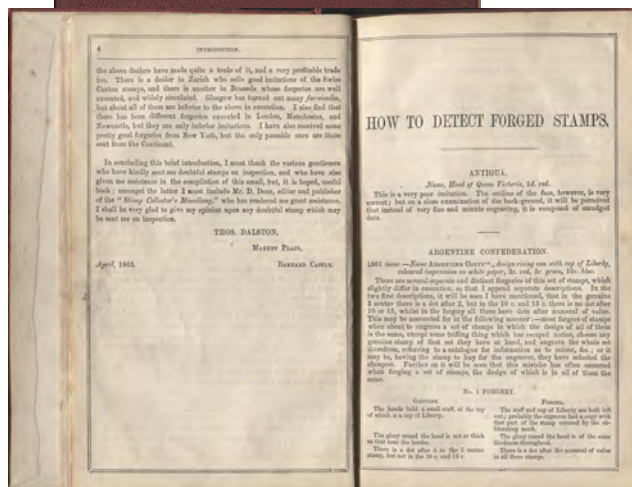 4
INTRODUCTION.
the above dealers have made quite a trade of it, and a very profitable trade
too. There is a dealer in Zurich who sells good imitations of the Swiss
Canton stamps, and there is another in Brussels whose forgeries are well
executed, and widely circulated. Glasgow has turned out many fac-similes,
but about all of them are inferior to the above in execution. I also find that
there has been different forgeries executed in London, Manchester, and
Newcastle, but they are only inferior imitations. I have also received some
pretty good forgeries from New York, but the only passable ones are those
sent from the Continent.
In concluding this brief introduction, I must thank the various gentlemen
who have kindly sent me doubtful stamps on inspection, and who have also
given me assistance in the compilation of this small, but, it is hoped, useful
book; amongst the latter I must include Mr. D. Dean, editor and publisher
of the "Stamp Collector's Miscellany," who has rendered me great assistance.
I shall be very glad to give my opinion upon any doubtful stamp which may
be sent me on inspection.
THOS. DALSTON,
MARKET PLACE,
April, 1865. BARNARD CASTLE.
HOW TO DETECT FORGED STAMPS.
ANTIGUA.
Name, Head of Queen Victoria, 1d. red.
This is a very poor imitation. The outline of the face, however, is very
correct; but on a close examination of the back-ground, it will be perceived
that instead of very fine and minute engraving, it is composed of smudged
dots.
ARGENTINE CONFEDERATION.
1861 issue.—Name ARGENTINE design rising sun with cap of Liberty,
coloured impression on white paper, 5c. red, 10c. green, 15c. blue.
There are several separate and distinct forgeries of this set of stamps, which
slightly differ in execution, so that I append separate descriptions. In the
two first descriptions, it will be seen I have mentioned, that in the genuine
5 centav there is a dot after 5, but in the 10 c. and 15 c. there is no dot after
10 or 15, whilst in the forgery all three have dots after numeral of value.
This may be accounted for in the following manner:—most forgers of stamps
when about to engrave a set of stamps in which the design of all of them
is the same, except some trifling thing which has escaped notice, choose any
genuine stamp of that set they have at hand, and engrave the whole set
therefrom, referring to a catalogue for information as to colour, &c.; or it
may be, having the stamp to buy for the engraver, they have selected the
cheapest. Further on it will be seen that this mistake has often occurred
when forging a set of stamps, the design of which is in all of them the
same.
No. 1 FORGERY.
GENUINE.
The hands hold a small staff, at the top
of which is a cap of Liberty.
The glory round the head is not so thick
as that near the border.
There is a dot after 5 in the 5 centav
stamp, but not in the 10 c. and 15 c.
FORGED.
The staff and cap of Liberty are both left
out; probably the engraver had a copy with
that part of the stamp covered by the ob-
literating mark.
The glory round the head is of the same
thickness throughout.
There is a dot after the numeral of value
in all three stamps.